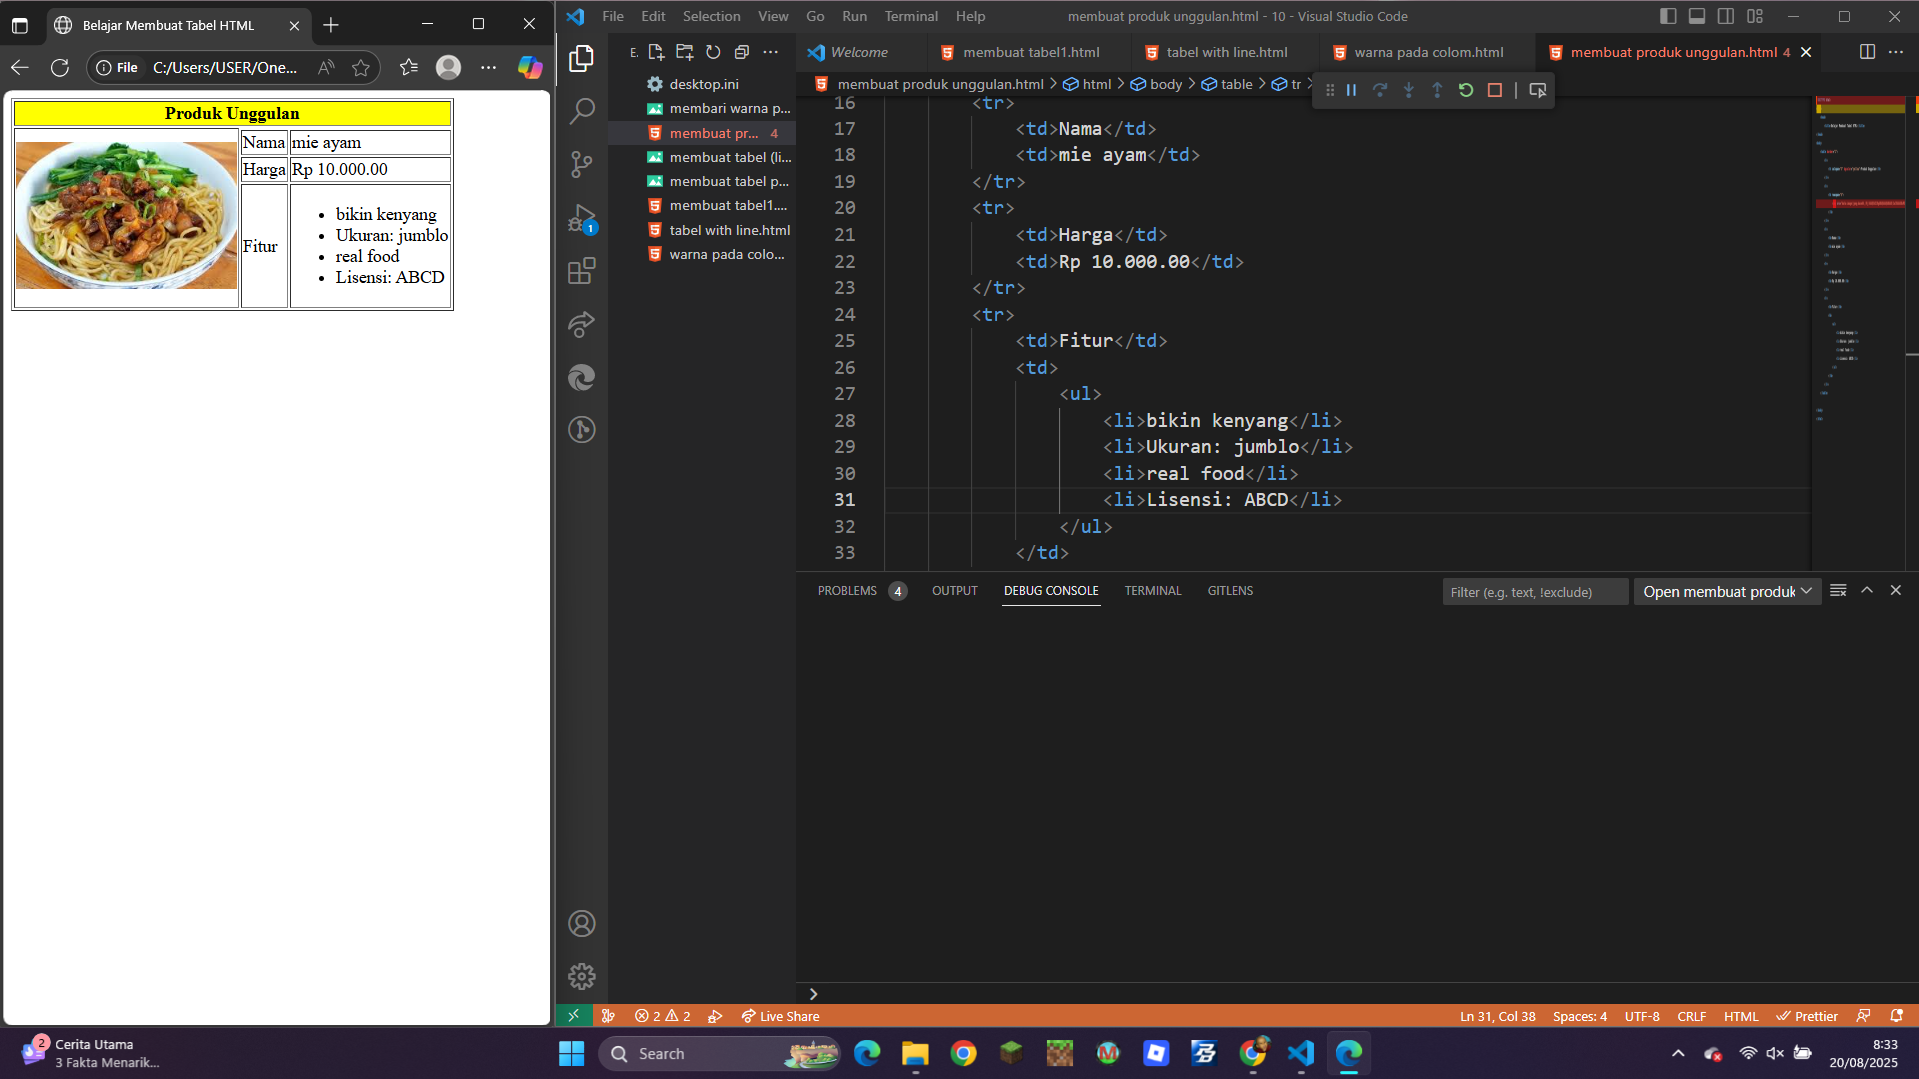 Belajar Membuat Tabel HTML
File
C:/Users/USER/One...
Produk Unggulan
Nama
mie ayam
Harga
Rp 10.000.00
Fitur
bikin kenyang
Ukuran: jumblo
real food
Lisensi: ABCD
File Edit Selection View Go Run Terminal Help
membuat produk unggulan.html - 10 - Visual Studio Code
E.
desktop.ini
membari warna p...
membuat pr... 4
membuat tabel (li...
membuat tabel p...
membuat tabel1....
tabel with line.html
warna pada colo...
1
Welcome
membuat tabel1.html
tabel with line.html
warna pada colom.html
membuat produk unggulan.html 4
membuat produk unggulan.html > html > body > table > tr >
16 <tr>
17 <td>Nama</td>
18 <td>mie ayam</td>
19 </tr>
20 <tr>
21 <td>Harga</td>
22 <td>Rp 10.000.00</td>
23 </tr>
24 <tr>
25 <td>Fitur</td>
26 <td>
27 <ul>
28 <li>bikin kenyang</li>
29 <li>Ukuran: jumblo</li>
30 <li>real food</li>
31 <li>Lisensi: ABCD</li>
32 </ul>
33 </td>
PROBLEMS 4 OUTPUT DEBUG CONSOLE TERMINAL GITLENS
Filter (e.g. text, !exclude)
Open membuat produk
2 2
Live Share
Ln 31, Col 38 Spaces: 4 UTF-8 CRLF HTML Prettier
2
Cerita Utama
3 Fakta Menarik...
Search
8:33
20/08/2025